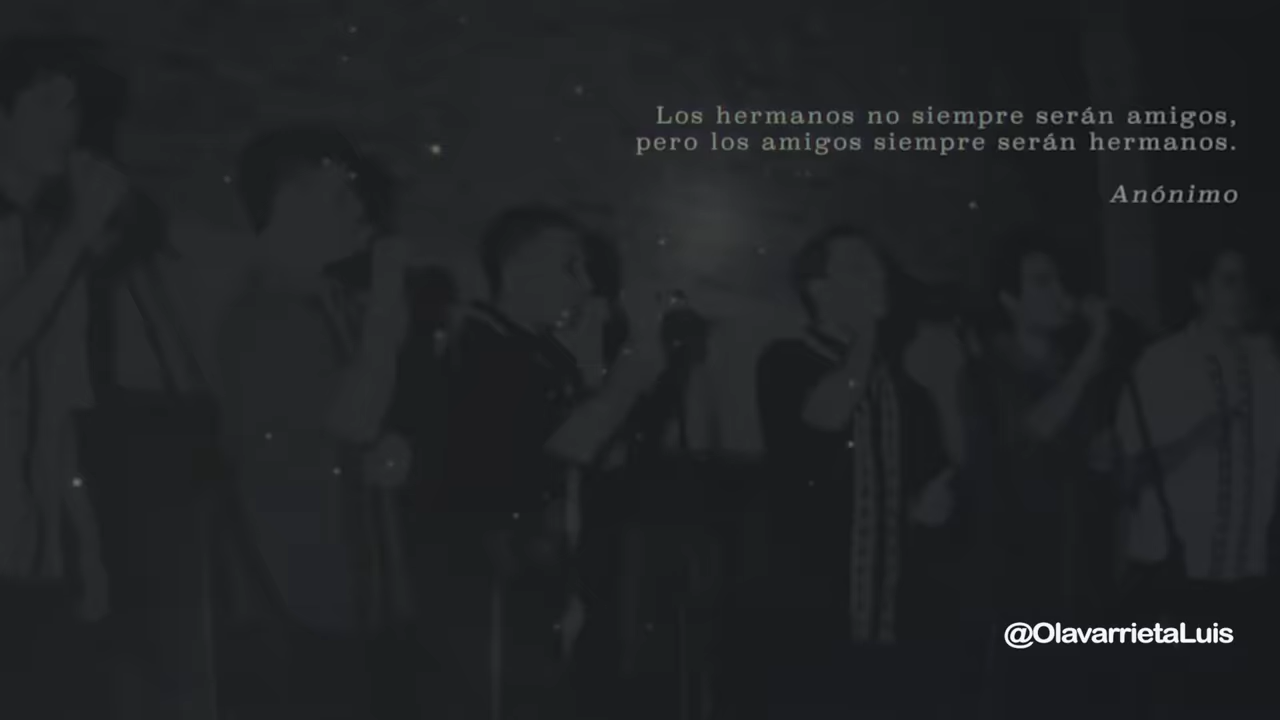 Los hermanos no siempre serán amigos,
pero los amigos siempre serán hermanos.
Anónimo
@OlavarrietaLuis